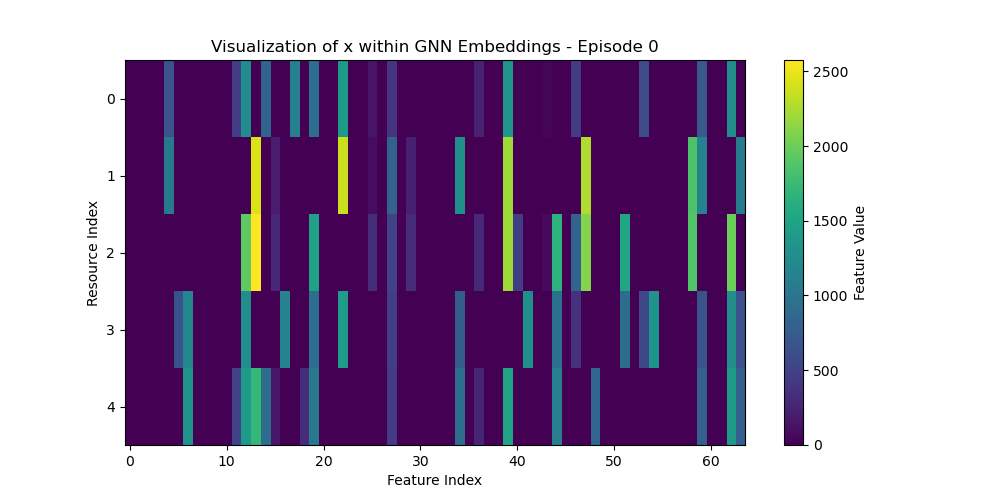 Visualization of x within GNN Embeddings - Episode 0
Resource Index
0
1
2
3
4
0 10 20 30 40 50 60
Feature Index
2500
2000
1500
1000
500
0
Feature Value